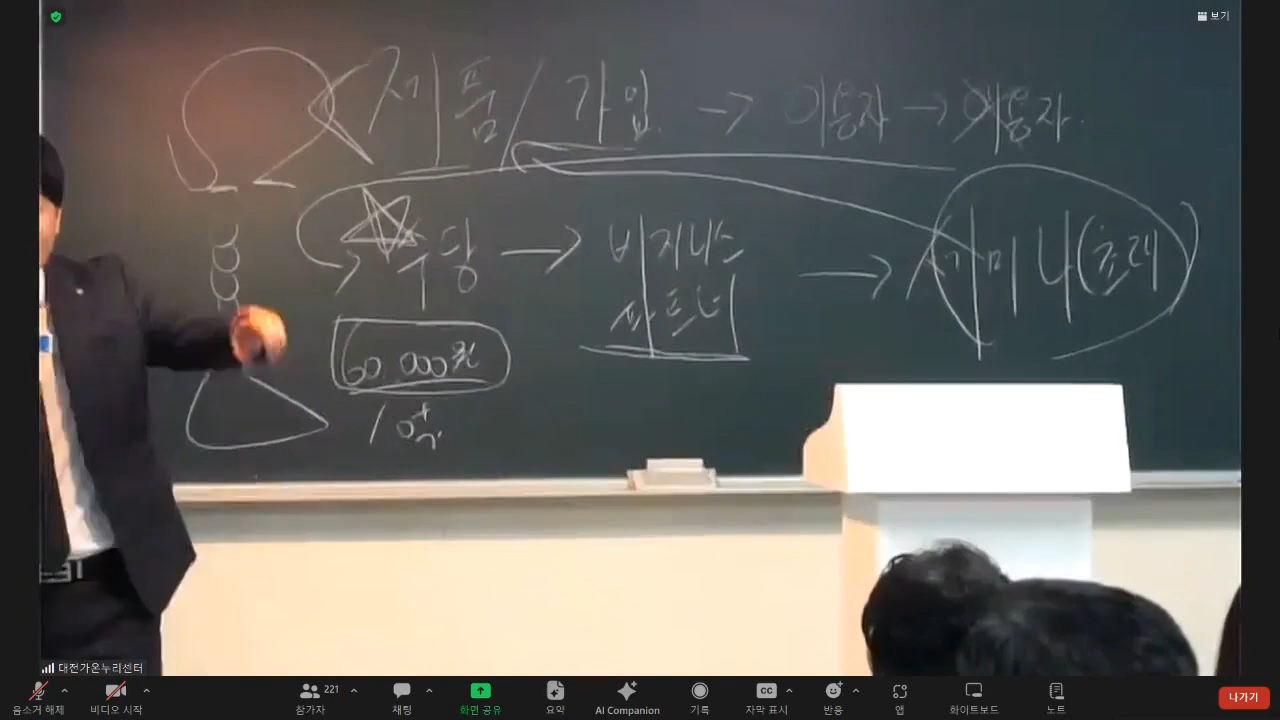 보기
제품/가입 → 이용자 → 이용자
수당 → 비지니스 → 세미나(초대)
파트너
60 000원
1억↑
대전가온누리센터
221
음소거 해제
비디오 시작
참가자
채팅
화면 공유
요약
AI Companion
기록
CC
자막 표시
반응
앱
화이트보드
노트
나가기